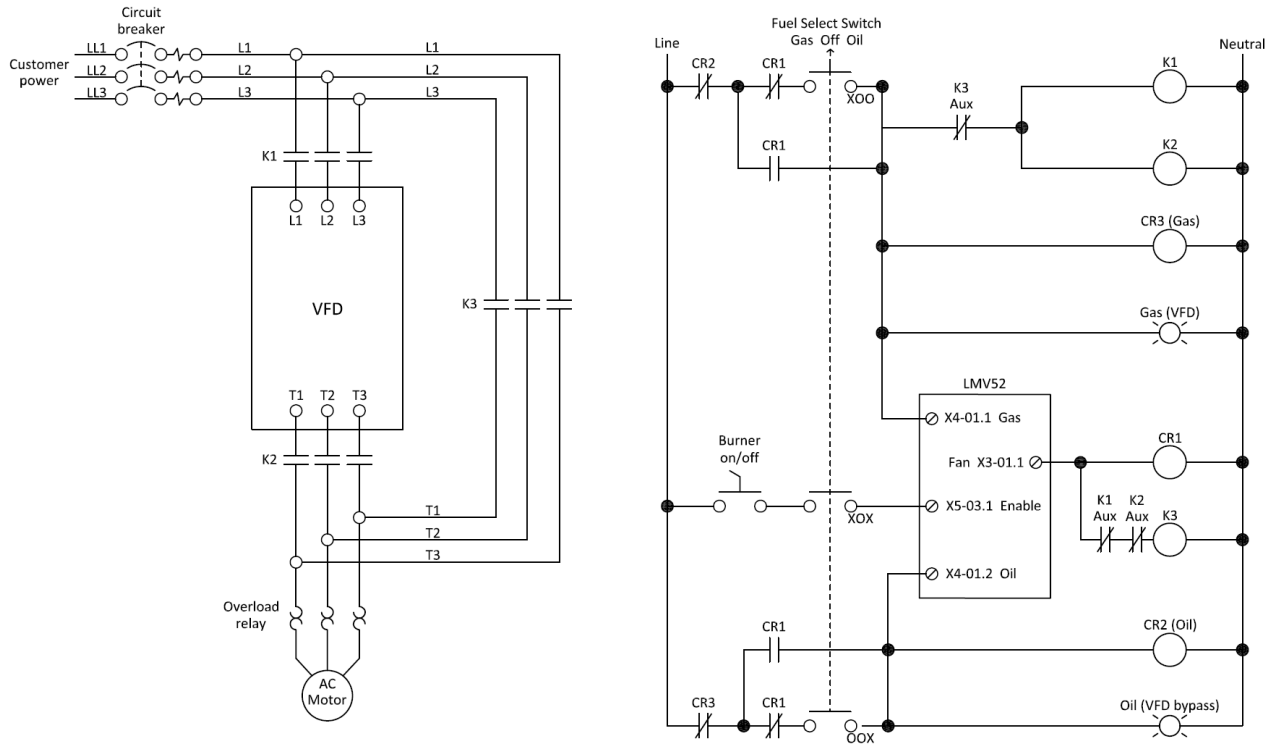 Circuit
breaker
Customer
power
LL1
LL2
LL3
L1
L2
L3
L1
L2
L3
K1
L1 L2 L3
VFD
K3
T1 T2 T3
K2
T1
T2
T3
Overload
relay
AC
Motor
Fuel Select Switch
Gas Off Oil
Line
Neutral
CR2
CR1
XOO
K3
Aux
K1
CR1
K2
CR3 (Gas)
Gas (VFD)
LMV52
X4-01.1 Gas
Burner
on/off
Fan X3-01.1
CR1
XOX
X5-03.1 Enable
K1
Aux
K2
Aux
K3
X4-01.2 Oil
CR1
CR2 (Oil)
CR3
CR1
OOX
Oil (VFD bypass)